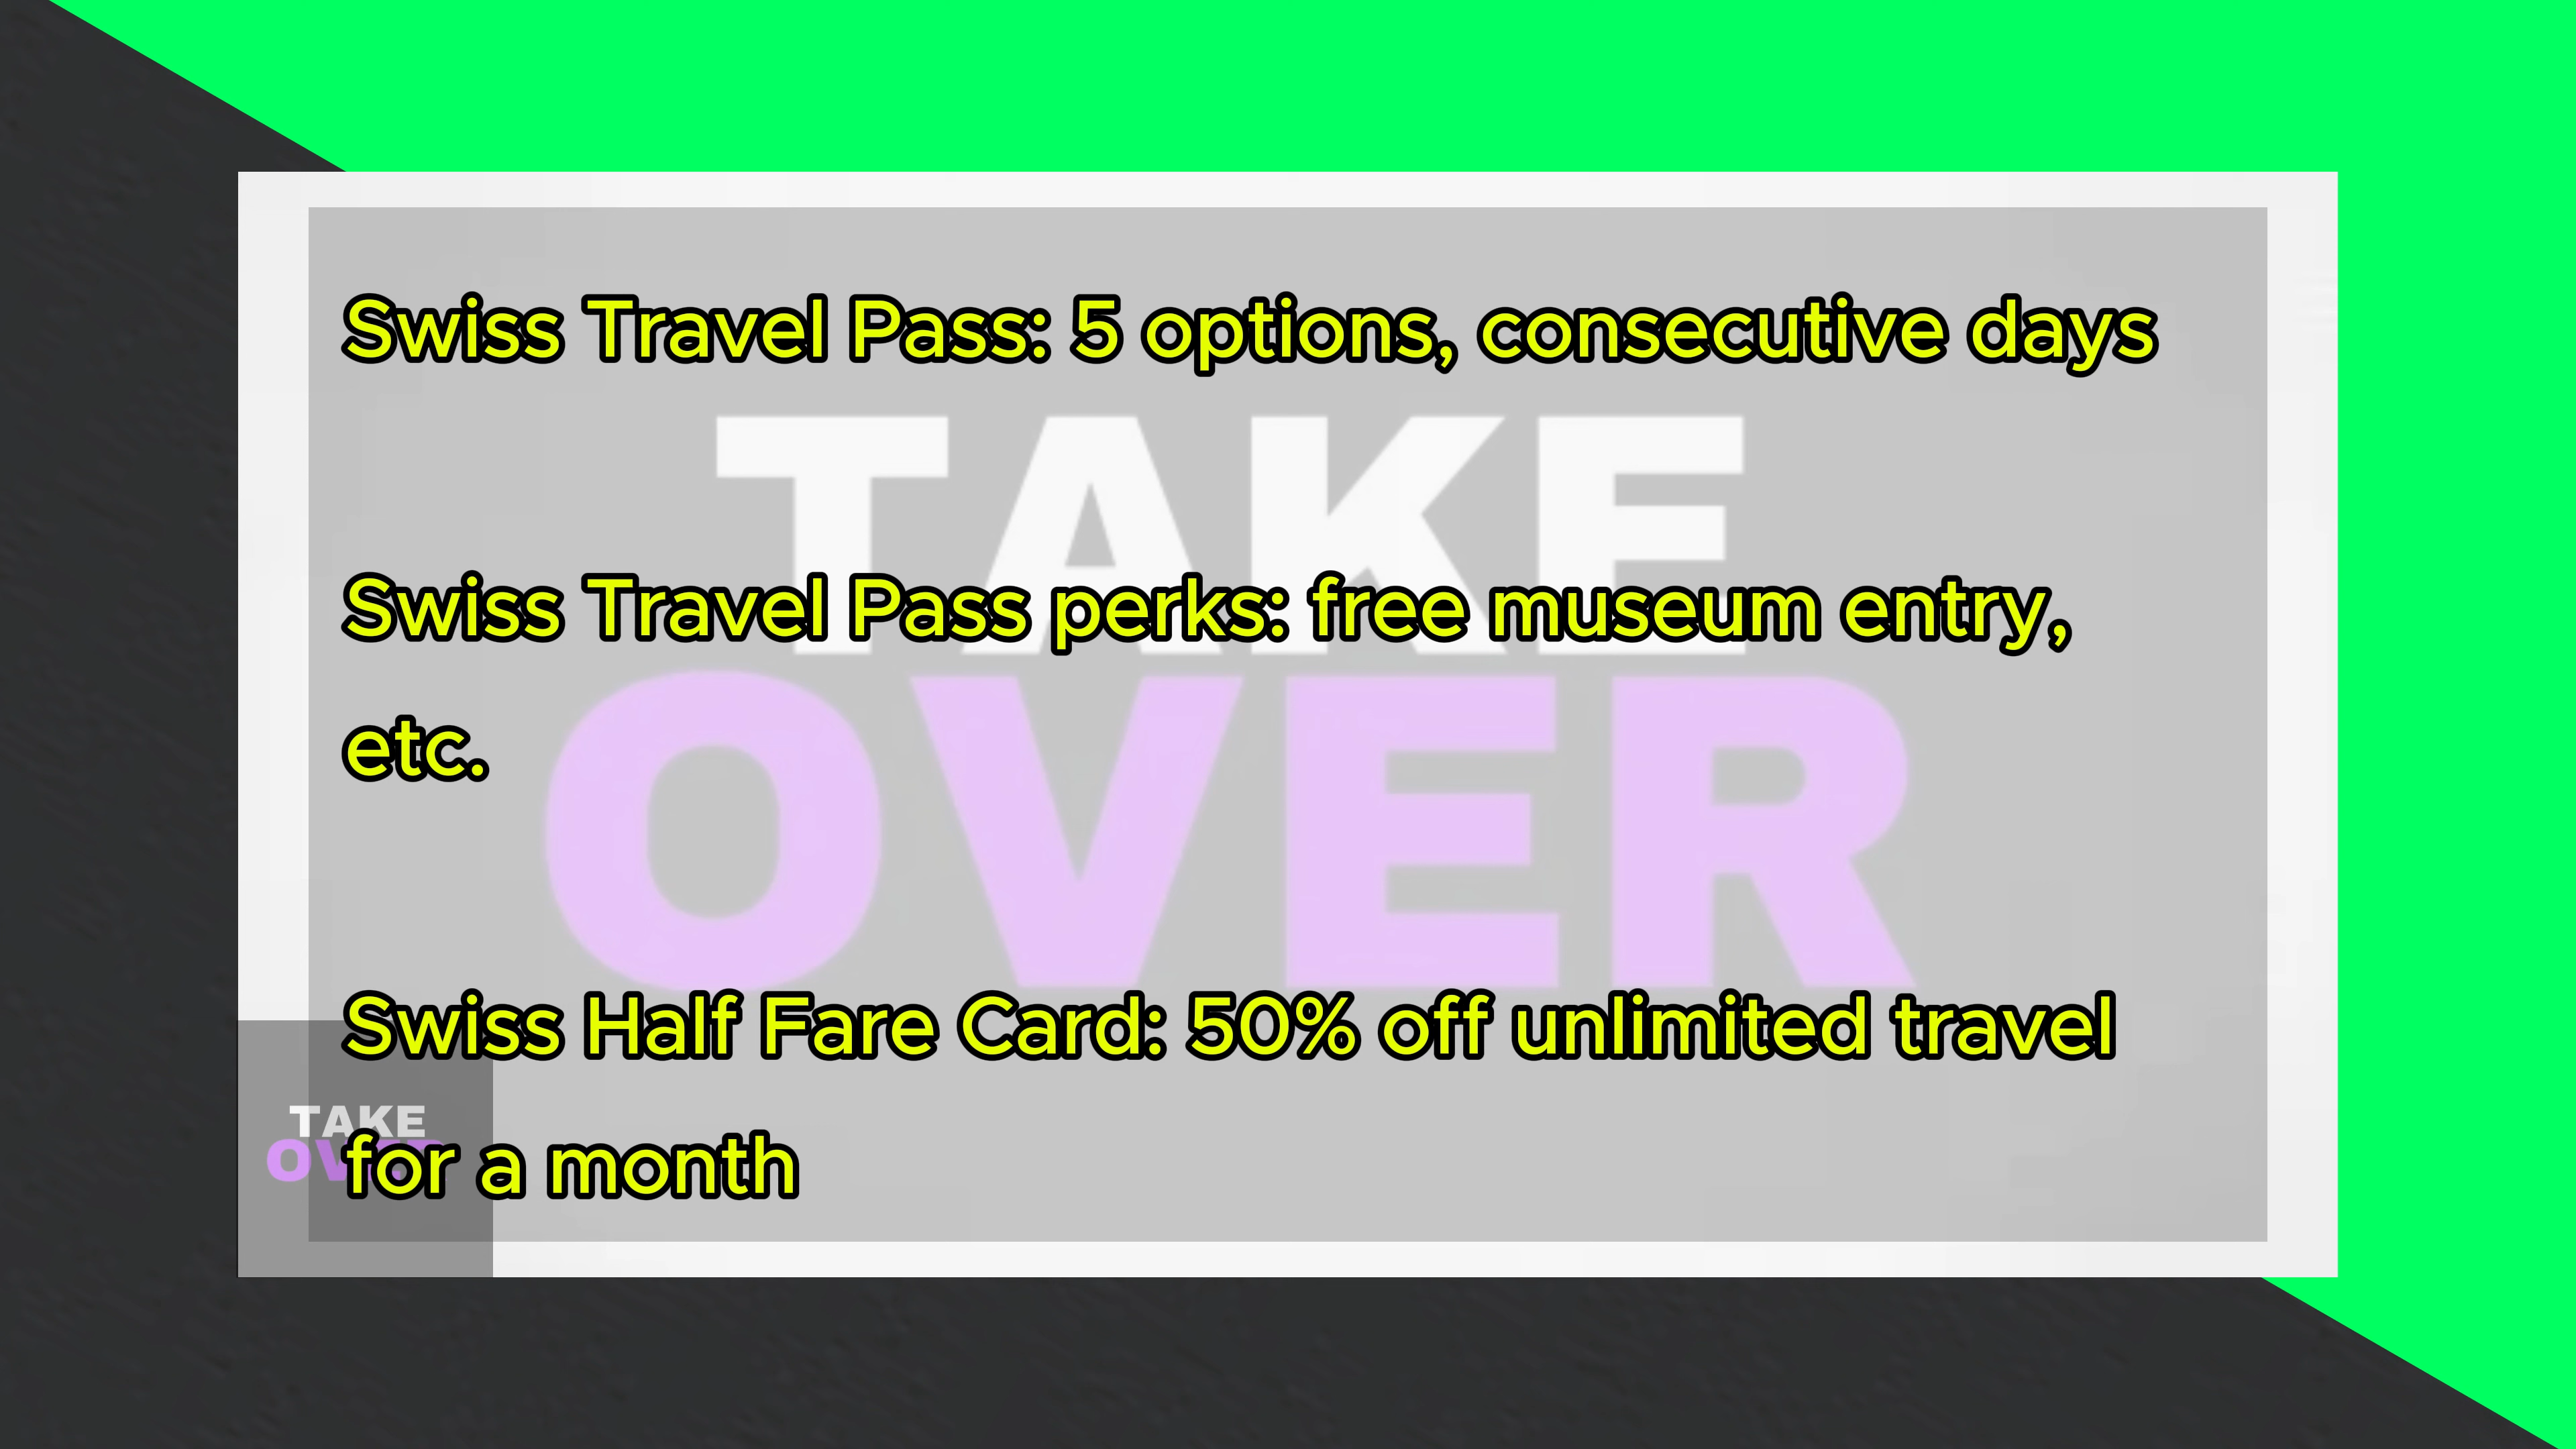 Swiss Travel Pass: 5 options, consecutive days
TAKE
Swiss Travel Pass perks: free museum entry,
etc.
OVER
Swiss Half Fare Card: 50% off unlimited travel
TAKE
for a month